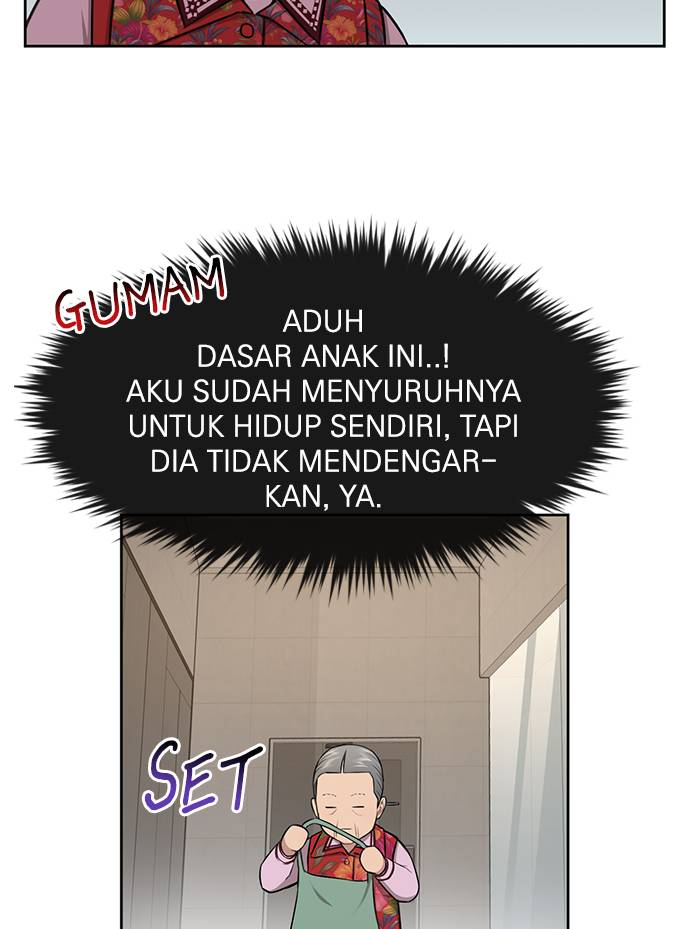 GUMAM
ADUH
DASAR ANAK INI..!
AKU SUDAH MENYURUHNYA
UNTUK HIDUP SENDIRI, TAPI
DIA TIDAK MENDENGAR-
KAN, YA.
SET